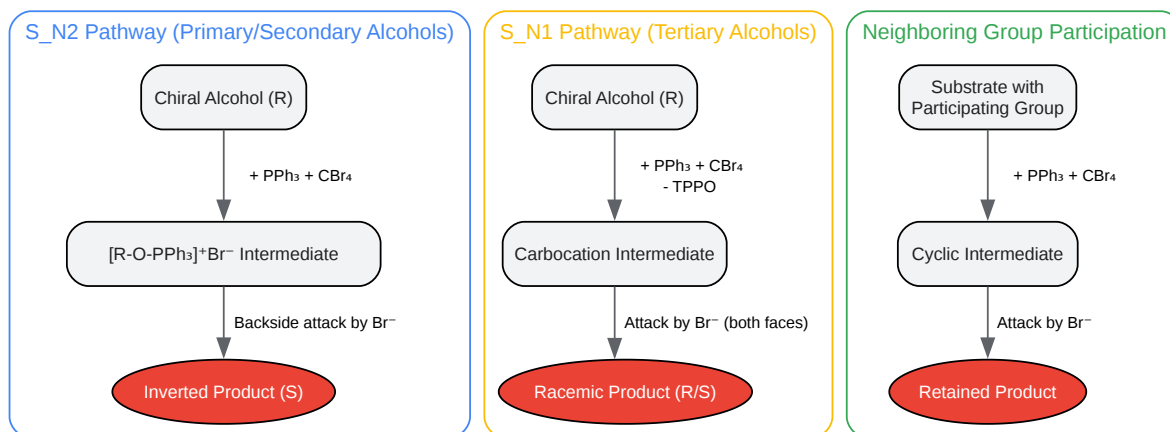 S_N2 Pathway (Primary/Secondary Alcohols)
Chiral Alcohol (R)
+ PPh₃ + CBr₄
[R-O-PPh₃]⁺Br⁻ Intermediate
Backside attack by Br⁻
Inverted Product (S)
S_N1 Pathway (Tertiary Alcohols)
Chiral Alcohol (R)
+ PPh₃ + CBr₄
- TPPO
Carbocation Intermediate
Attack by Br⁻ (both faces)
Racemic Product (R/S)
Neighboring Group Participation
Substrate with
Participating Group
+ PPh₃ + CBr₄
Cyclic Intermediate
Attack by Br⁻
Retained Product